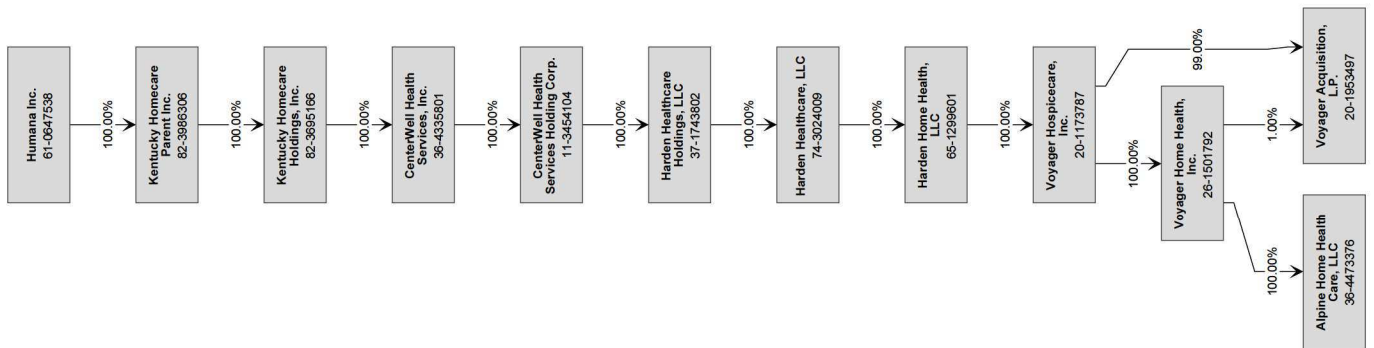 Humana Inc.
61-0647538
100.00%
Kentucky Homecare
Parent Inc.
82-3986306
100.00%
Kentucky Homecare
Holdings, Inc.
82-3695166
100.00%
CenterWell Health
Services, Inc.
36-4335801
100.00%
CenterWell Health
Services Holding Corp.
11-3454104
100.00%
Harden Healthcare
Holdings, LLC
37-1743802
100.00%
Harden Healthcare, LLC
74-3024009
100.00%
Harden Home Health,
LLC
65-1299601
100.00%
Voyager Hospicecare,
Inc.
20-1173787
99.00%
100.00%
Voyager Home Health,
Inc.
26-1501792
1.00%
100.00%
Voyager Acquisition,
L.P.
20-1953497
Alpine Home Health
Care, LLC
36-4473376